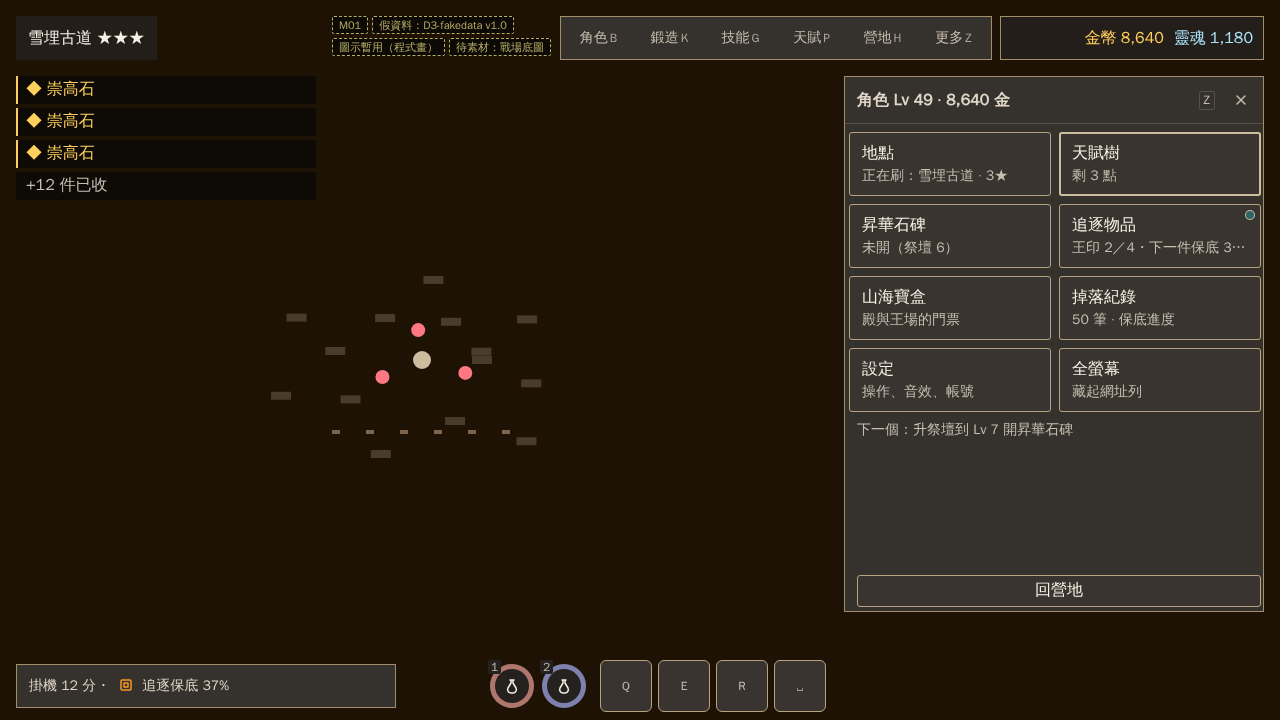 雪埋古道 ★★★
M01 假資料：D3-fakedata v1.0
圖示暫用（程式畫） 待素材：戰場底圖
角色B 鍛造K 技能G 天賦P 營地H 更多Z
金幣 8,640 靈魂 1,180
◆ 崇高石
◆ 崇高石
◆ 崇高石
+12 件已收
角色 Lv 49 · 8,640 金 Z ×
地點
正在刷：雪埋古道 · 3★
天賦樹
剩 3 點
昇華石碑
未開（祭壇 6）
追逐物品
王印 2／4・下一件保底 3…
山海寶盒
殿與王場的門票
掉落紀錄
50 筆 · 保底進度
設定
操作、音效、帳號
全螢幕
藏起網址列
下一個：升祭壇到 Lv 7 開昇華石碑
回營地
掛機 12 分・ 追逐保底 37%
1 2 Q E R ␣